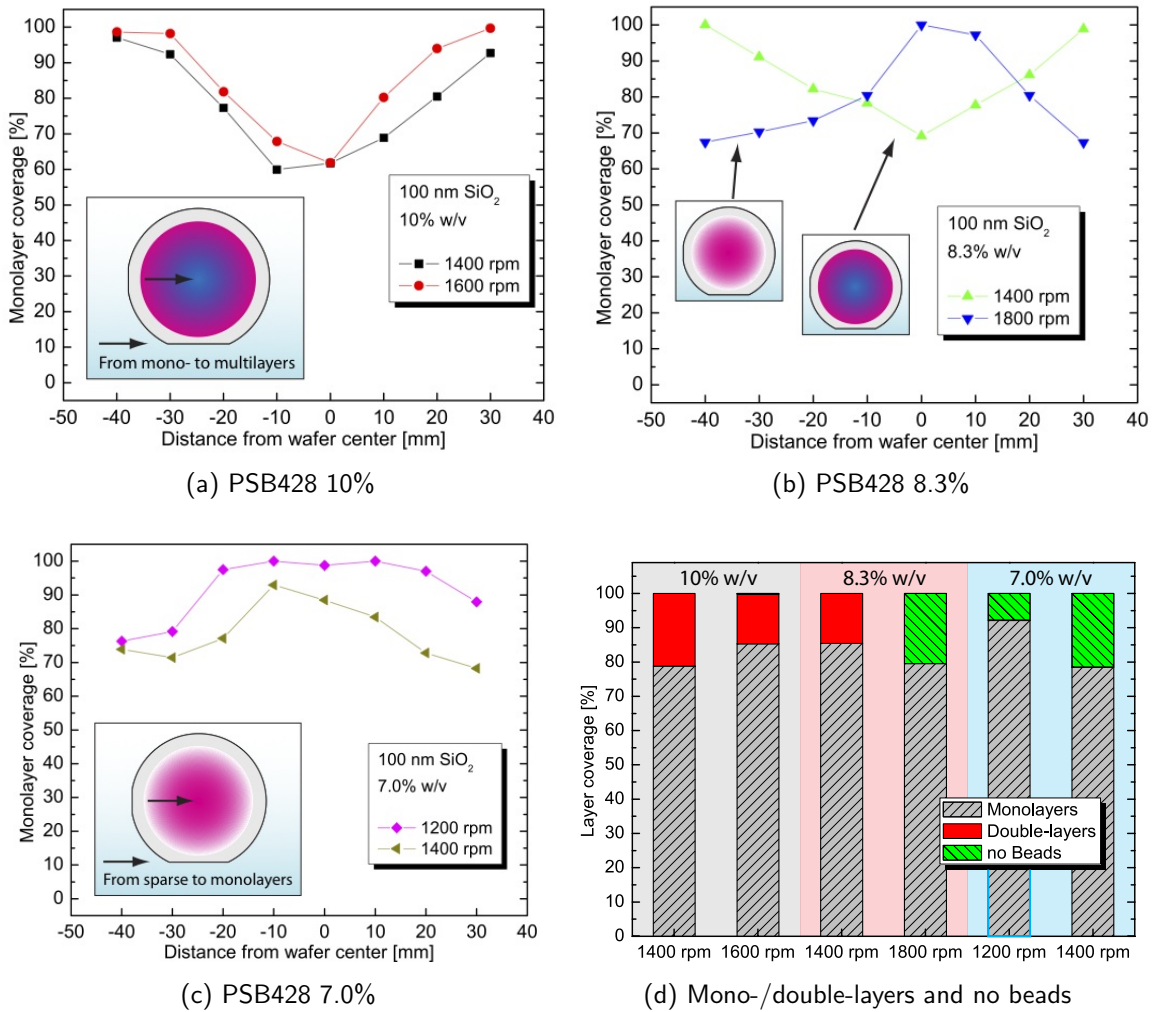 100
90
80
70
60
50
40
30
20
10
0
Monolayer coverage [%]
100 nm SiO2
10% w/v
1400 rpm
1600 rpm
From mono- to multilayers
-50 -40 -30 -20 -10 0 10 20 30 40
Distance from wafer center [mm]
(a) PSB428 10%
100
90
80
70
60
50
40
30
20
10
0
Monolayer coverage [%]
100 nm SiO2
8.3% w/v
1400 rpm
1800 rpm
-50 -40 -30 -20 -10 0 10 20 30 40
Distance from wafer center [mm]
(b) PSB428 8.3%
100
90
80
70
60
50
40
30
20
10
0
Monolayer coverage [%]
100 nm SiO2
7.0% w/v
1200 rpm
1400 rpm
From sparse to monolayers
-50 -40 -30 -20 -10 0 10 20 30 40
Distance from wafer center [mm]
(c) PSB428 7.0%
10% w/v 8.3% w/v 7.0% w/v
100
90
80
70
60
50
40
30
20
10
0
Layer coverage [%]
Monolayers
Double-layers
no Beads
1400 rpm 1600 rpm 1400 rpm 1800 rpm 1200 rpm 1400 rpm
(d) Mono-/double-layers and no beads